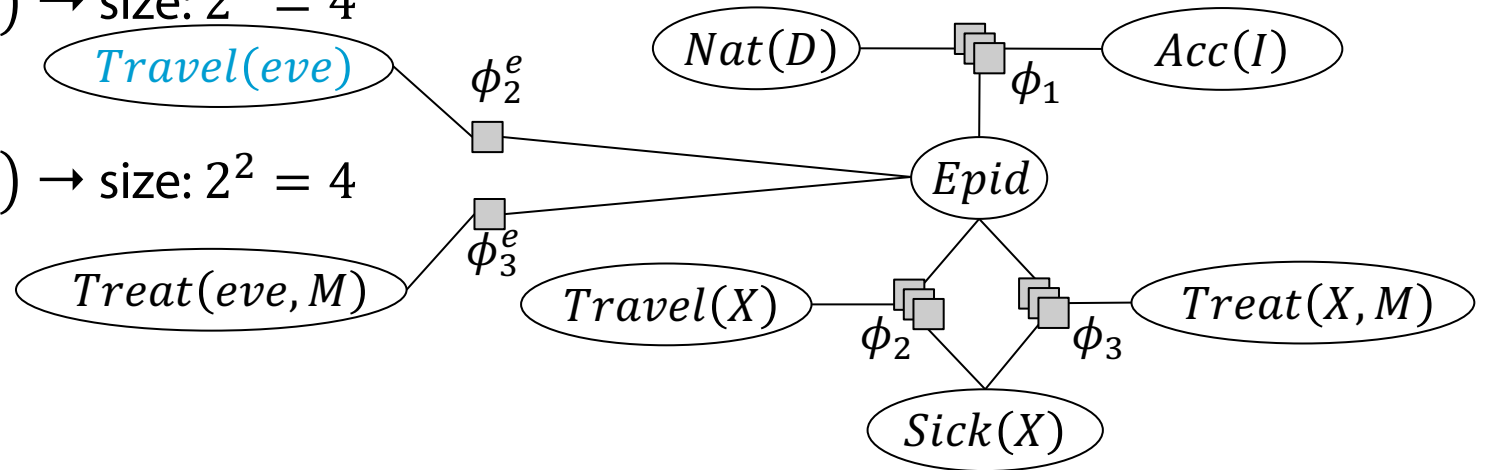 ) → size: 2 = 4
Travel(eve)
ϕ₂ᵉ
Nat(D)
ϕ₁
Acc(I)
) → size: 2² = 4
Epid
ϕ₃ᵉ
Treat(eve, M)
Travel(X)
ϕ₂
ϕ₃
Treat(X, M)
Sick(X)